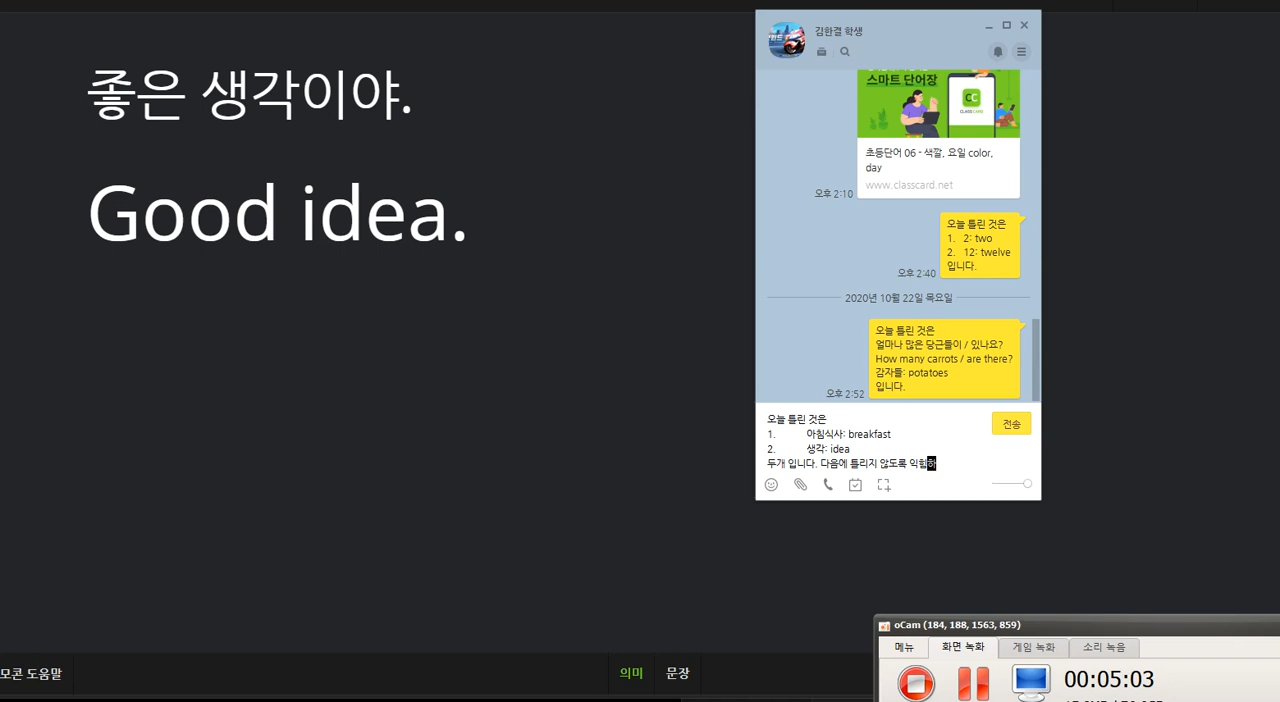 좋은 생각이야.
Good idea.
김한결 학생
스마트 단어장
CC
CLASSCARD
초등단어 06 - 색깔, 요일 color,
day
www.classcard.net
오후 2:10
오늘 틀린 것은
1. 2: two
2. 12: twelve
입니다.
오후 2:40
2020년 10월 22일 목요일
오늘 틀린 것은
얼마나 많은 당근들이 / 있나요?
How many carrots / are there?
감자들: potatoes
입니다.
오후 2:52
오늘 틀린 것은
1. 아침식사: breakfast
2. 생각: idea
두개 입니다. 다음에 틀리지 않도록 익힘하
전송
모콘 도움말
의미
문장
oCam (184, 188, 1563, 859)
메뉴
화면 녹화
게임 녹화
소리 녹음
00:05:03